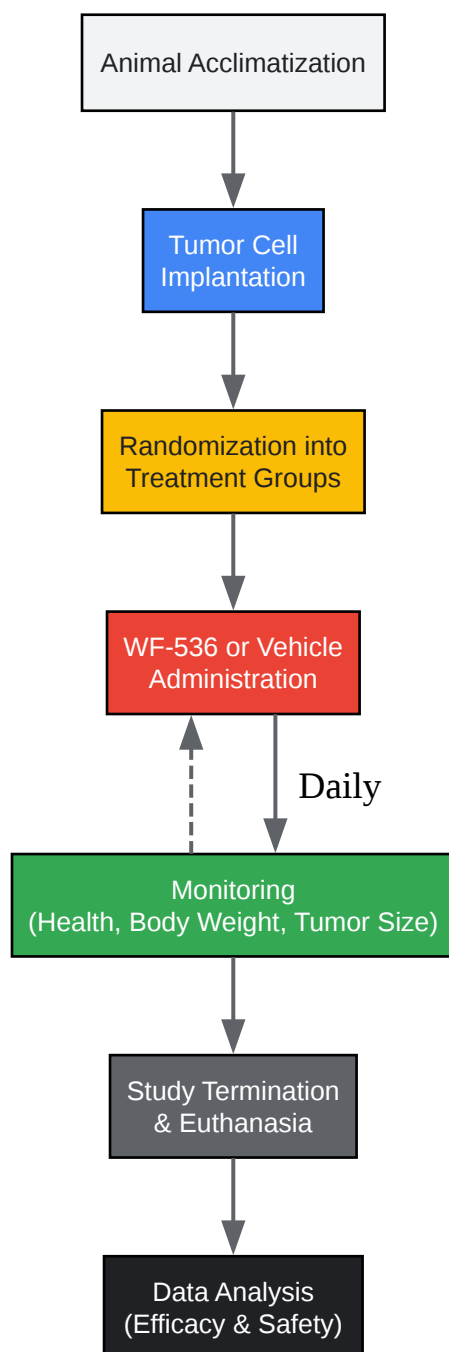 Animal Acclimatization
Tumor Cell
Implantation
Randomization into
Treatment Groups
WF-536 or Vehicle
Administration
Daily
Monitoring
(Health, Body Weight, Tumor Size)
Study Termination
& Euthanasia
Data Analysis
(Efficacy & Safety)